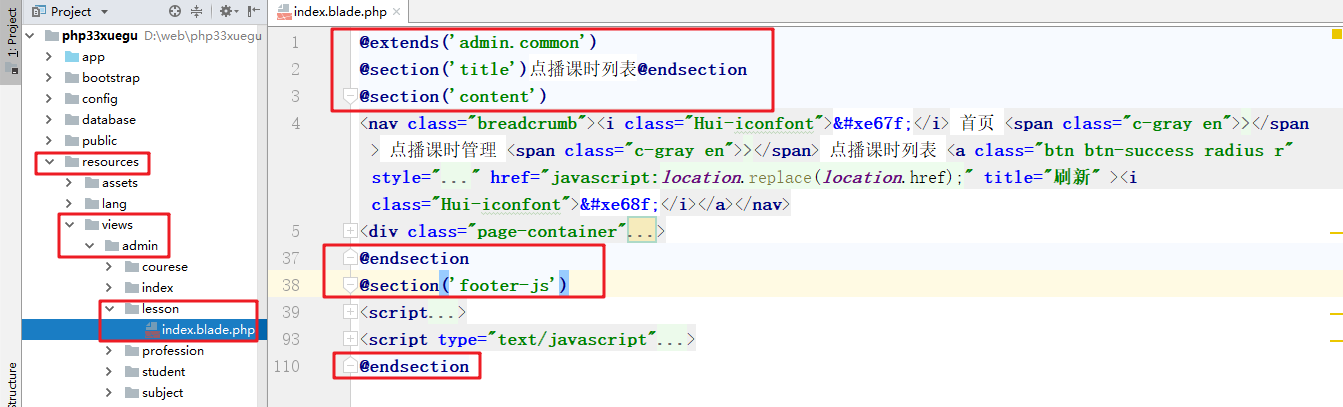 1: Project
Structure
Project
php33xuegu D:\web\php33xuegu
app
bootstrap
config
database
public
resources
assets
lang
views
admin
courese
index
lesson
index.blade.php
profession
student
subject
index.blade.php
1 @extends('admin.common')
2 @section('title')点播课时列表@endsection
3 @section('content')
4 <nav class="breadcrumb"><i class="Hui-iconfont">&#xe67f;</i> 首页 <span class="c-gray en">></span
> 点播课时管理 <span class="c-gray en">></span> 点播课时列表 <a class="btn btn-success radius r"
style="..." href="javascript:location.replace(location.href);" title="刷新" ><i
class="Hui-iconfont">&#xe68f;</i></a></nav>
5 <div class="page-container"...>
37 @endsection
38 @section('footer-js')
39 <script...>
93 <script type="text/javascript"...>
110 @endsection